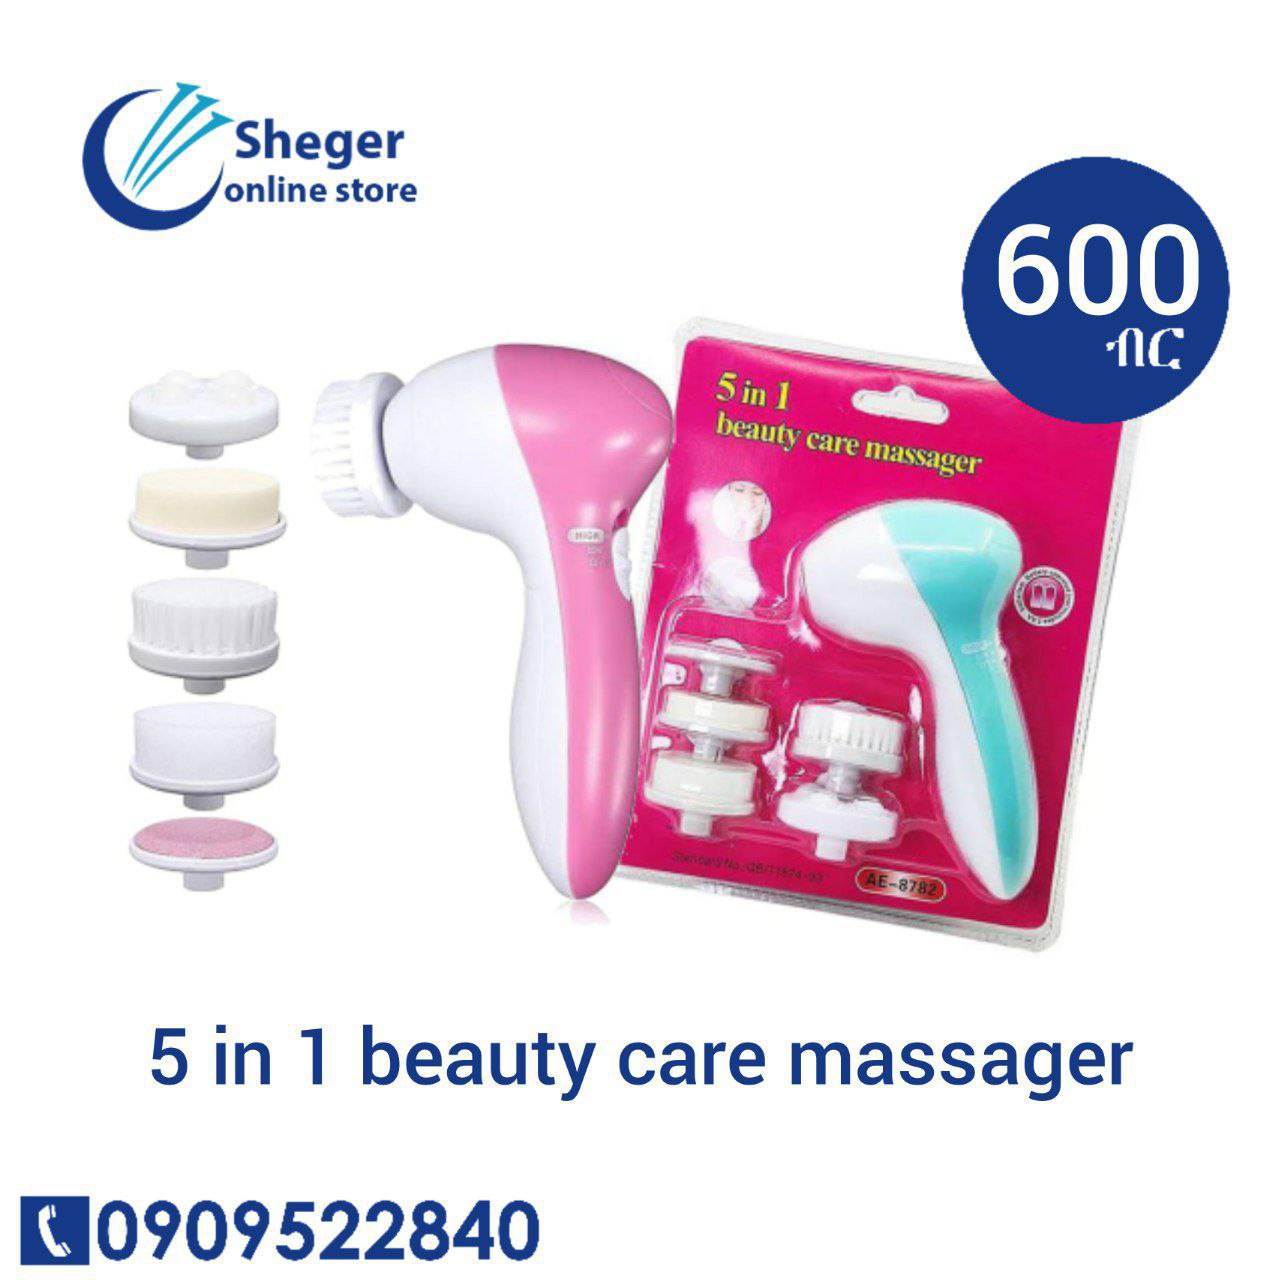 Sheger
online store
600
ብር
5 in 1
beauty care massager
HIGH
AE-8782
5 in 1 beauty care massager
0909522840